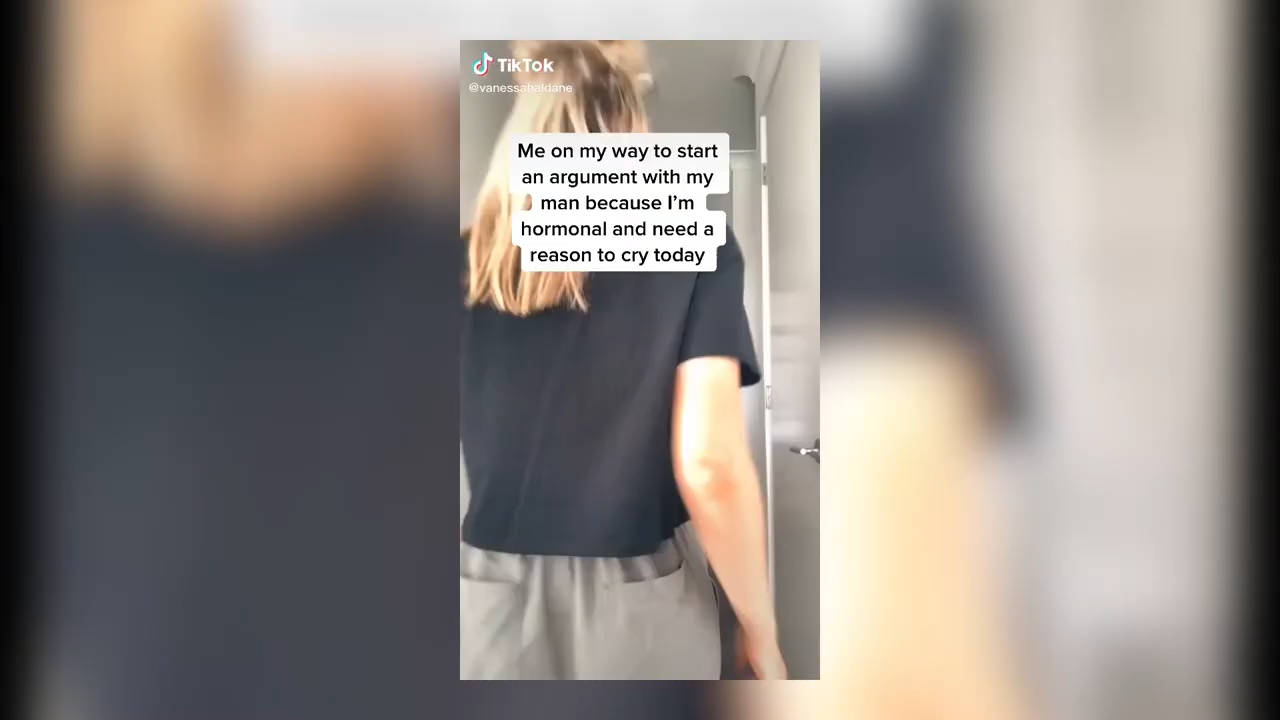 TikTok
@vanessahaldane
Me on my way to start
an argument with my
man because I’m
hormonal and need a
reason to cry today